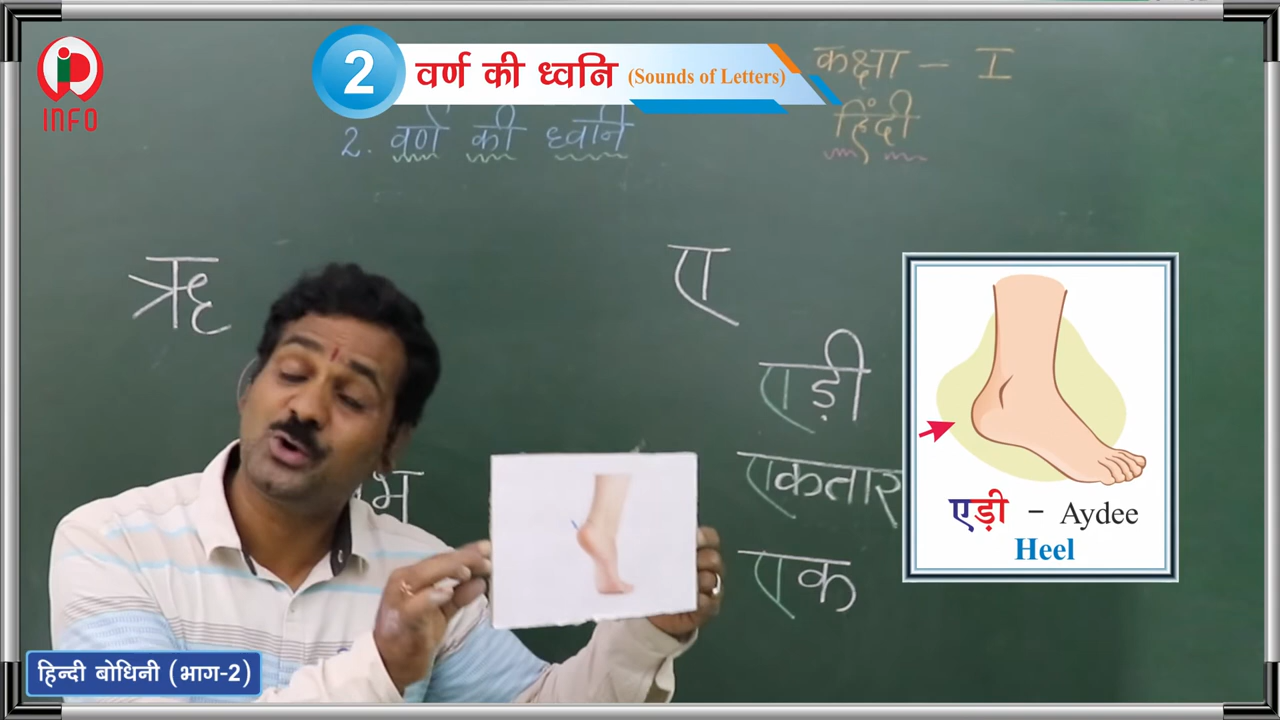 INFO
2 वर्ण की ध्वनि (Sounds of Letters)
कक्षा - I
हिंदी
2. वर्ण की ध्वनि
ऋ
ए
एड़ी
एकतार
एक
भ
एड़ी - Aydee
Heel
हिन्दी बोधिनी (भाग-2)